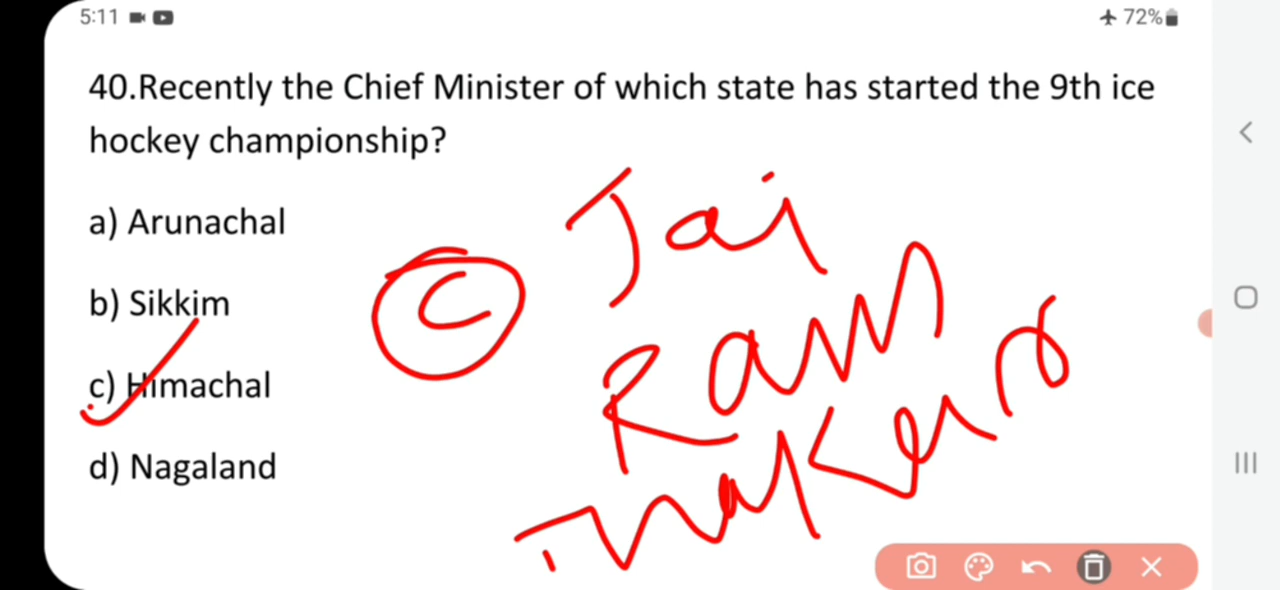 5:11 72%
40.Recently the Chief Minister of which state has started the 9th ice
hockey championship?
a) Arunachal
b) Sikkim
c) Himachal
d) Nagaland
C
Jai
Ram